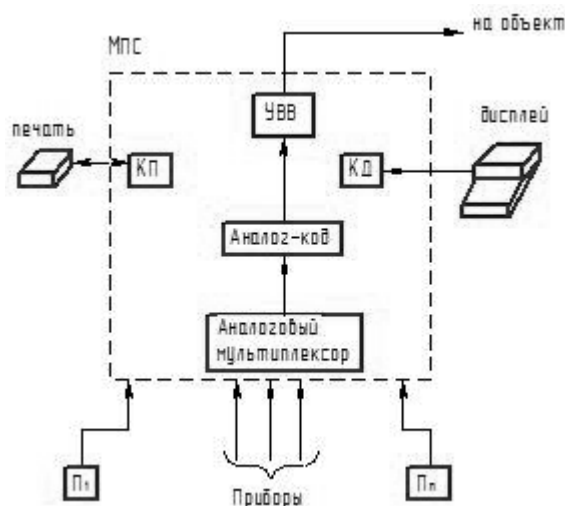 на объект
МПС
УВВ
печать
дисплей
КП
КД
Аналог-код
Аналоговый
мультиплексор
П₁
Пn
Приборы